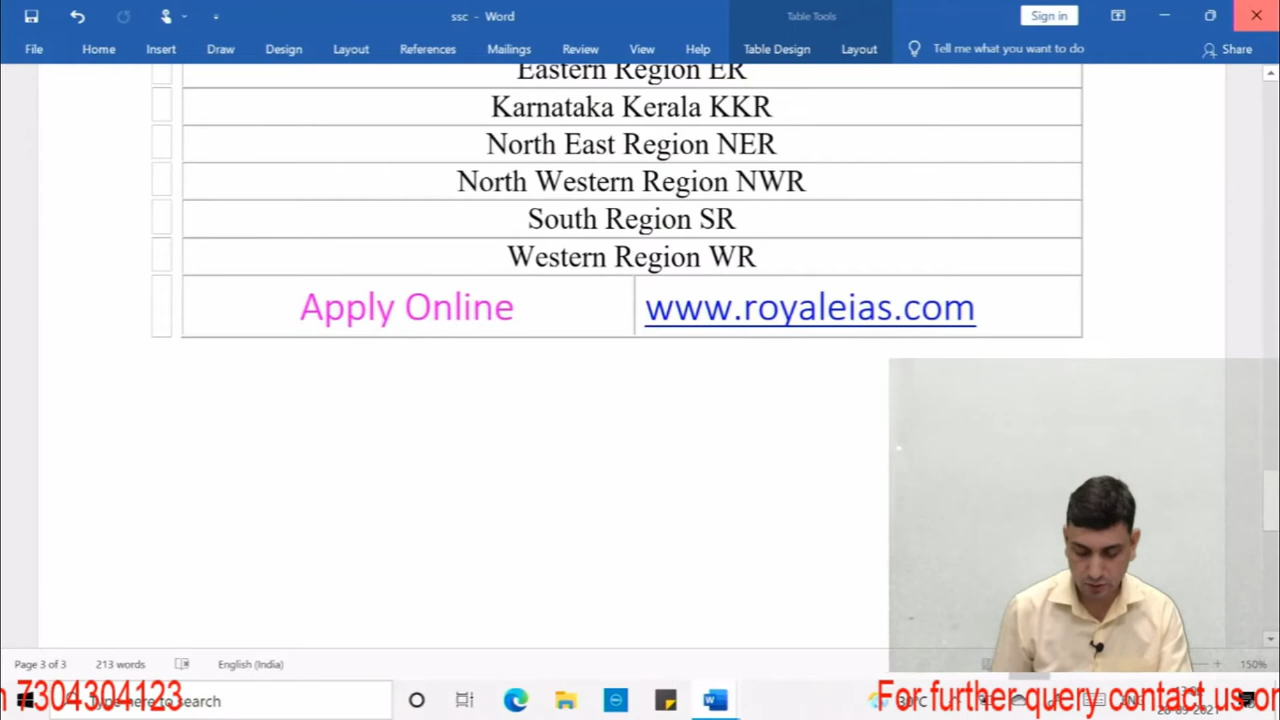 ssc - Word
Table Tools
Sign in
File Home Insert Draw Design Layout References Mailings Review View Help Table Design Layout Tell me what you want to do Share
Eastern Region ER
Karnataka Kerala KKR
North East Region NER
North Western Region NWR
South Region SR
Western Region WR
Apply Online www.royaleias.com
Page 3 of 3 213 words English (India) 150%
7304304123 to search For further query contact us or